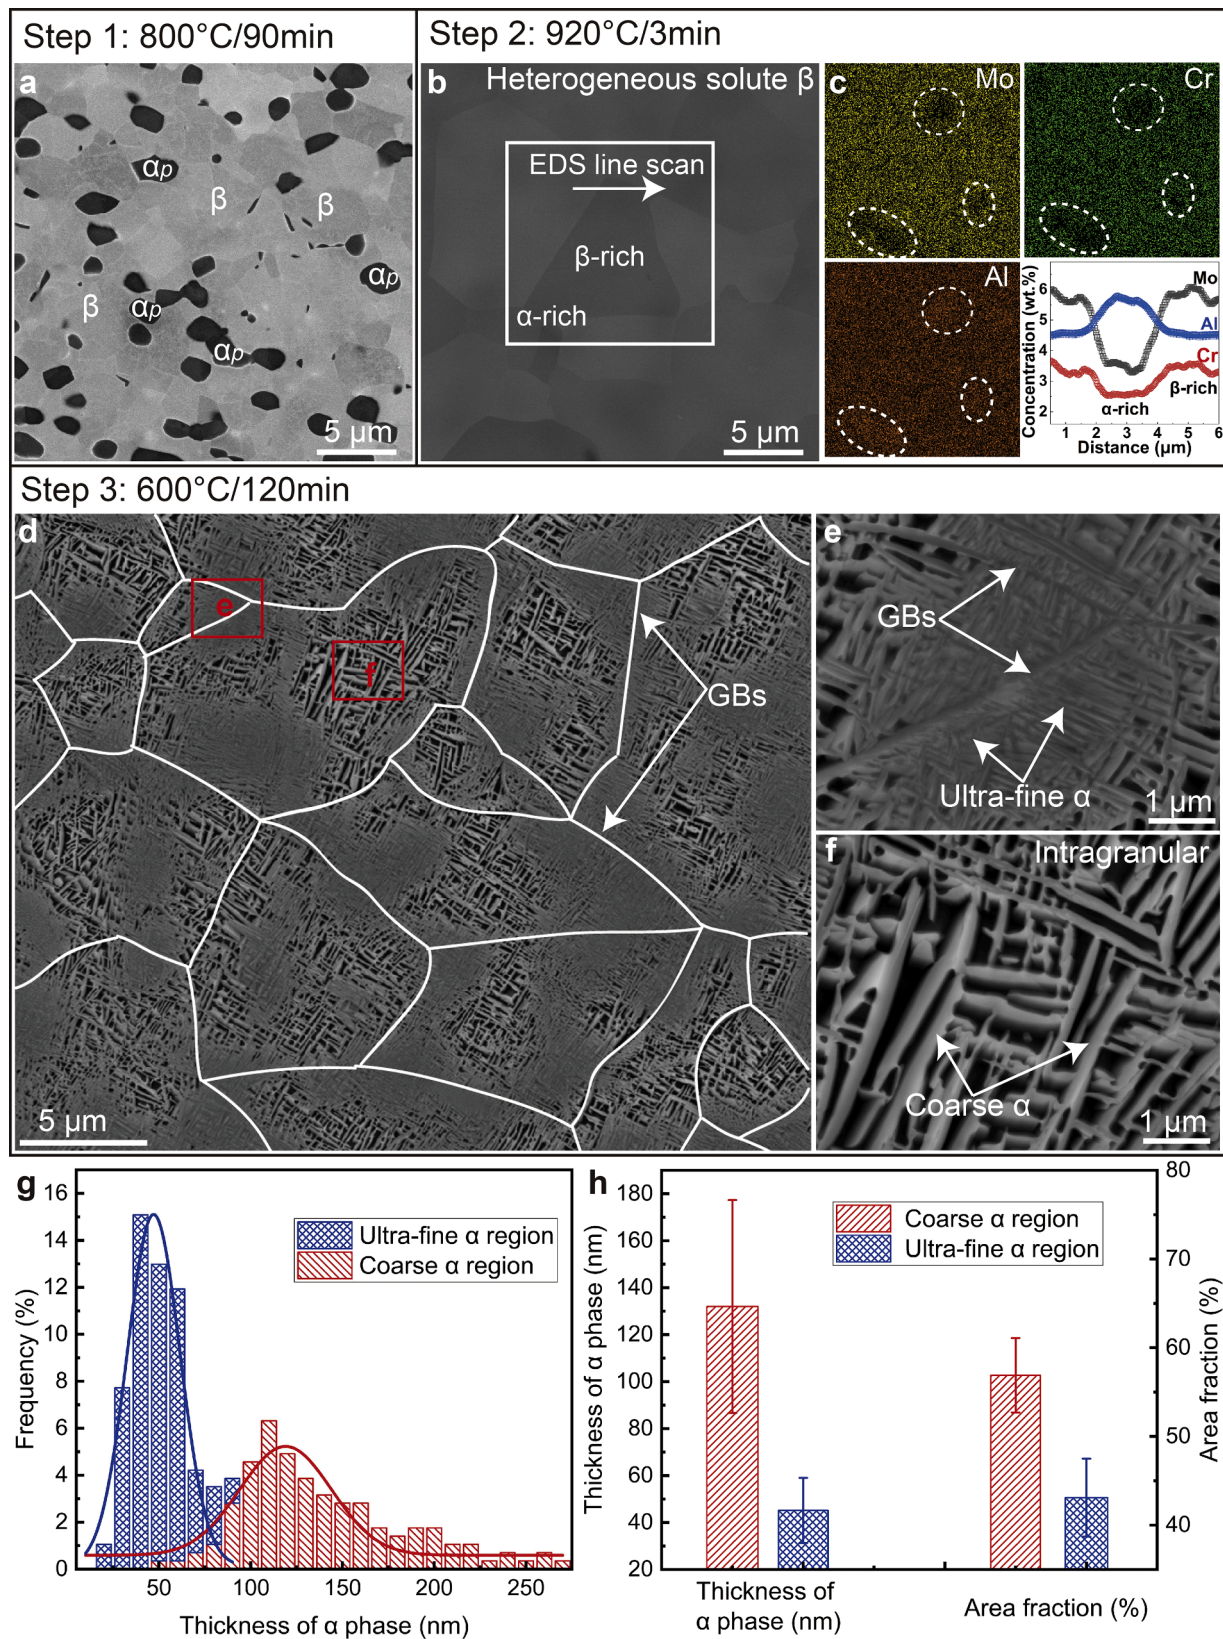 Step 1: 800°C/90min
a
αp
β
β
αp
β
αp
αp
5 μm
Step 2: 920°C/3min
b
Heterogeneous solute β
EDS line scan
β-rich
α-rich
5 μm
c
Mo
Cr
Al
Concentration (wt.%)
6
5
4
3
2
Mo
Al
Cr
β-rich
α-rich
1 2 3 4 5 6
Distance (μm)
Step 3: 600°C/120min
d
e
f
GBs
5 μm
e
GBs
Ultra-fine α
1 μm
f
Intragranular
Coarse α
1 μm
g
Frequency (%)
16
14
12
10
8
6
4
2
0
Ultra-fine α region
Coarse α region
50 100 150 200 250
Thickness of α phase (nm)
h
Thickness of α phase (nm)
180
160
140
120
100
80
60
40
20
Coarse α region
Ultra-fine α region
80
70
60
50
40
Area fraction (%)
Thickness of
α phase (nm)
Area fraction (%)